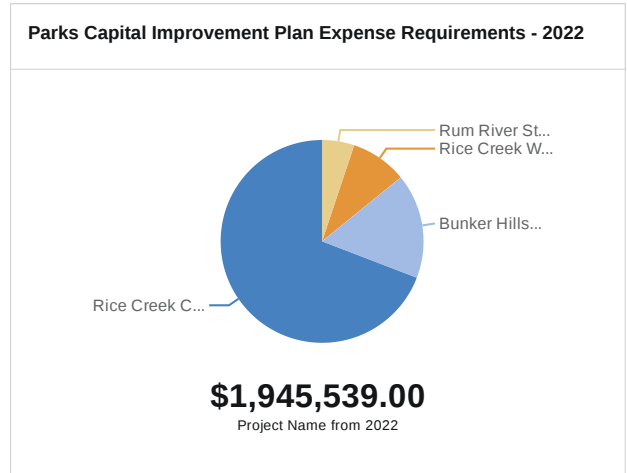 Parks Capital Improvement Plan Expense Requirements - 2022
Rum River St...
Rice Creek W...
Bunker Hills...
Rice Creek C...
$1,945,539.00
Project Name from 2022